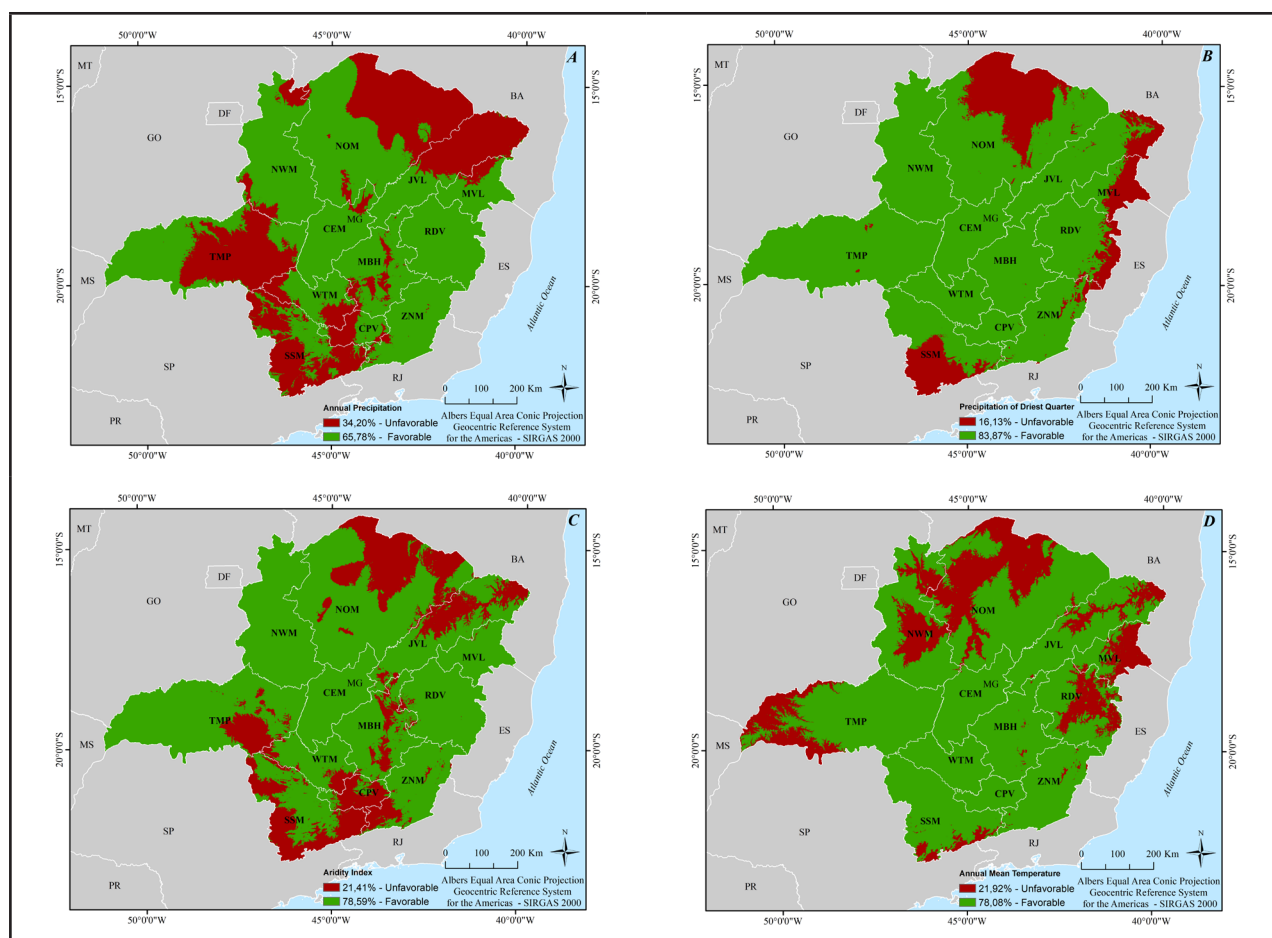 50°0'0"W 45°0'0"W 40°0'0"W
A
MT
15°0'0"S
15°0'0"S
BA
DF
GO
NOM
NWM
JVL
MVL
MG
CEM
RDV
TMP
MBH
ES
MS
20°0'0"S
20°0'0"S
WTM
ZNM
CPV
Atlantic Ocean
SSM
SP
RJ
N
0 100 200 Km
PR
Annual Precipitation
34,20% - Unfavorable
65,78% - Favorable
Albers Equal Area Conic Projection
Geocentric Reference System
for the Americas - SIRGAS 2000
50°0'0"W 45°0'0"W 40°0'0"W
50°0'0"W 45°0'0"W 40°0'0"W
B
MT
15°0'0"S
15°0'0"S
BA
DF
GO
NOM
NWM
JVL
MVL
MG
CEM
RDV
TMP
MBH
ES
MS
20°0'0"S
20°0'0"S
WTM
ZNM
CPV
Atlantic Ocean
SSM
SP
RJ
N
0 100 200 Km
PR
Precipitation of Driest Quarter
16,13% - Unfavorable
83,87% - Favorable
Albers Equal Area Conic Projection
Geocentric Reference System
for the Americas - SIRGAS 2000
50°0'0"W 45°0'0"W 40°0'0"W
50°0'0"W 45°0'0"W 40°0'0"W
C
MT
15°0'0"S
15°0'0"S
BA
DF
GO
NOM
NWM
JVL
MVL
MG
CEM
RDV
TMP
MBH
ES
MS
20°0'0"S
20°0'0"S
WTM
ZNM
CPV
Atlantic Ocean
SSM
SP
RJ
N
0 100 200 Km
PR
Aridity Index
21,41% - Unfavorable
78,59% - Favorable
Albers Equal Area Conic Projection
Geocentric Reference System
for the Americas - SIRGAS 2000
50°0'0"W 45°0'0"W 40°0'0"W
50°0'0"W 45°0'0"W 40°0'0"W
D
MT
15°0'0"S
15°0'0"S
BA
DF
GO
NOM
NWM
JVL
MVL
MG
CEM
RDV
TMP
MBH
ES
MS
20°0'0"S
20°0'0"S
WTM
ZNM
CPV
Atlantic Ocean
SSM
SP
RJ
N
0 100 200 Km
PR
Annual Mean Temperature
21,92% - Unfavorable
78,08% - Favorable
Albers Equal Area Conic Projection
Geocentric Reference System
for the Americas - SIRGAS 2000
50°0'0"W 45°0'0"W 40°0'0"W